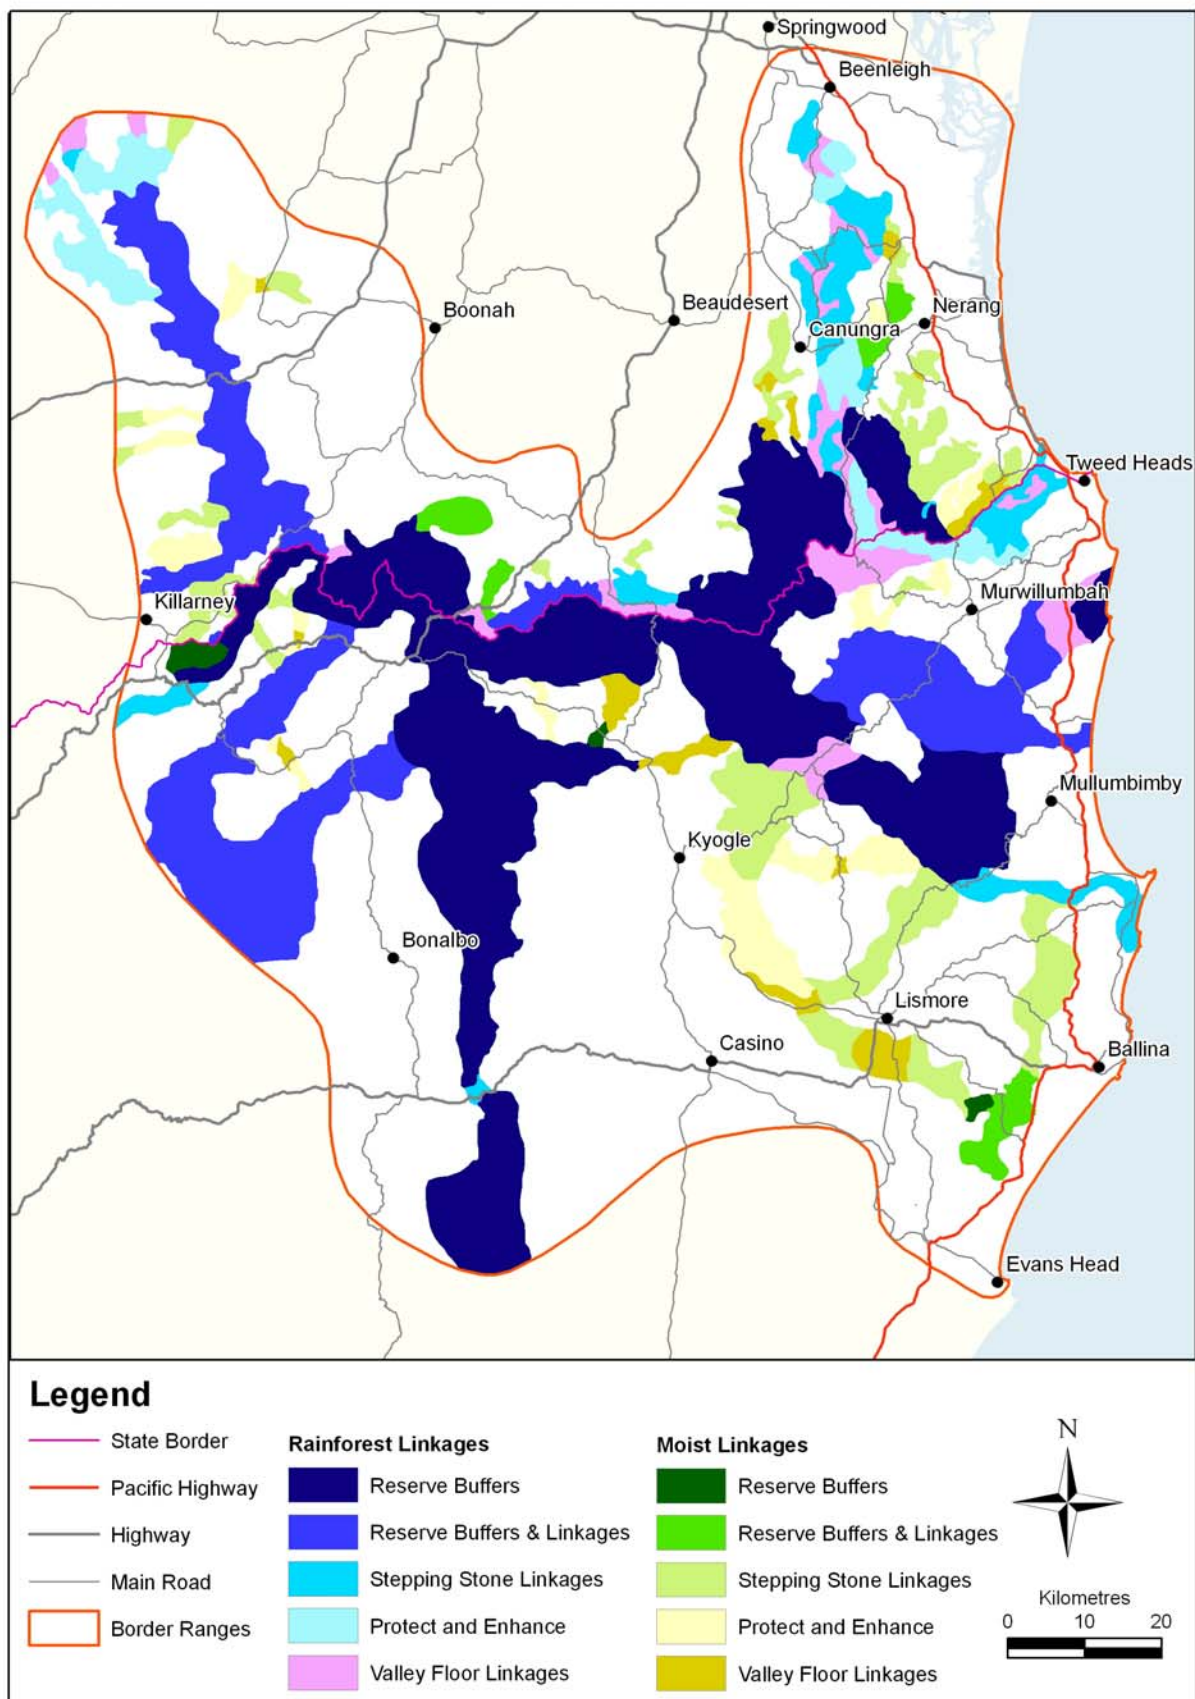 Springwood
Beenleigh
Boonah
Beaudesert
Nerang
Canungra
Tweed Heads
Killarney
Murwillumbah
Mullumbimby
Kyogle
Bonalbo
Lismore
Casino
Ballina
Evans Head
Legend
State Border
Pacific Highway
Highway
Main Road
Border Ranges
Rainforest Linkages
Reserve Buffers
Reserve Buffers & Linkages
Stepping Stone Linkages
Protect and Enhance
Valley Floor Linkages
Moist Linkages
Reserve Buffers
Reserve Buffers & Linkages
Stepping Stone Linkages
Protect and Enhance
Valley Floor Linkages
N
Kilometres
0 10 20